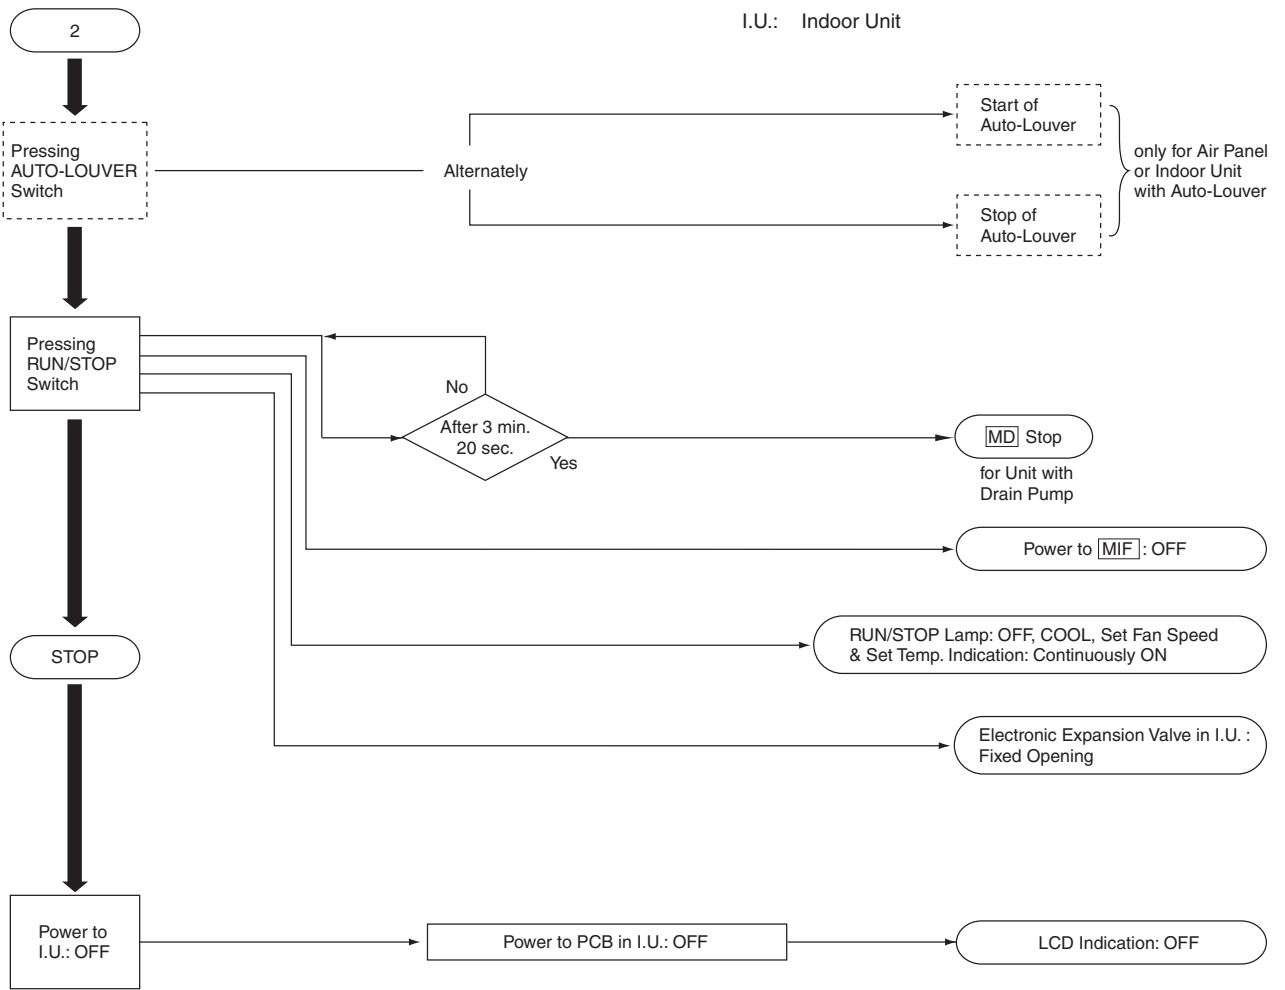 I.U.: Indoor Unit
2
Pressing
AUTO-LOUVER
Switch
Alternately
Start of
Auto-Louver
Stop of
Auto-Louver
only for Air Panel
or Indoor Unit
with Auto-Louver
Pressing
RUN/STOP
Switch
No
After 3 min.
20 sec.
Yes
MD Stop
for Unit with
Drain Pump
Power to MIF : OFF
RUN/STOP Lamp: OFF, COOL, Set Fan Speed
& Set Temp. Indication: Continuously ON
STOP
Electronic Expansion Valve in I.U. :
Fixed Opening
Power to
I.U.: OFF
Power to PCB in I.U.: OFF
LCD Indication: OFF